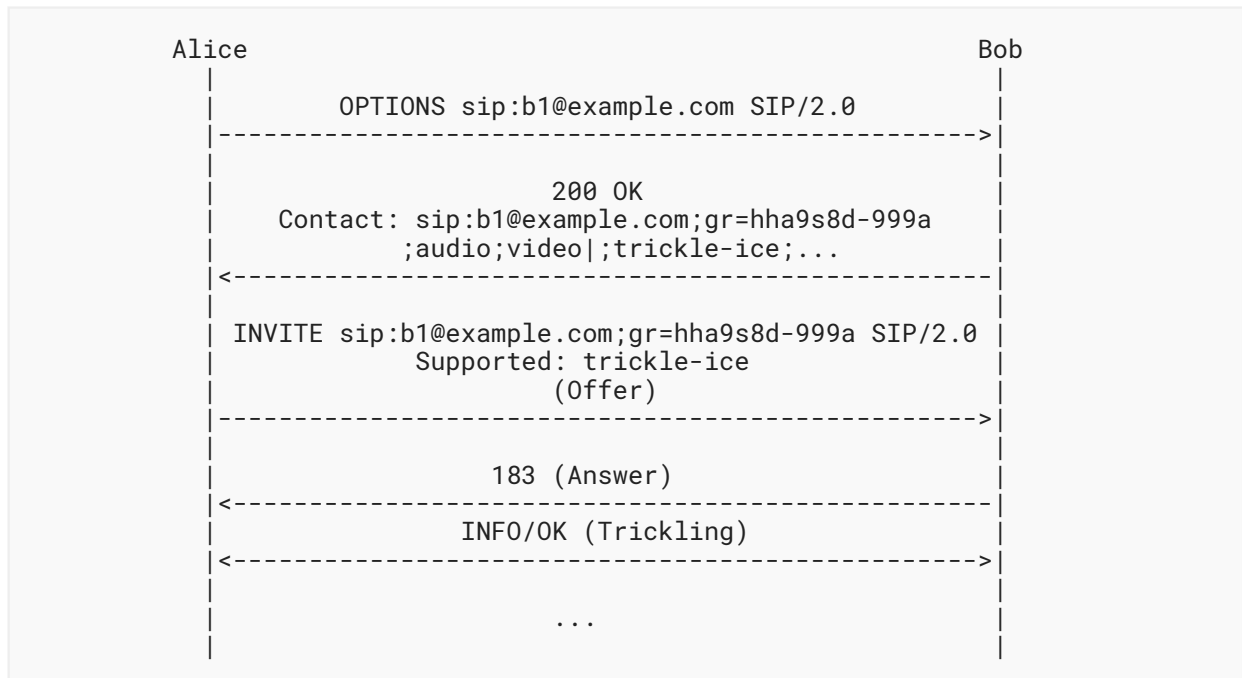 Alice Bob
OPTIONS sip:b1@example.com SIP/2.0
200 OK
Contact: sip:b1@example.com;gr=hha9s8d-999a
;audio;video|;trickle-ice;...
INVITE sip:b1@example.com;gr=hha9s8d-999a SIP/2.0
Supported: trickle-ice
(Offer)
183 (Answer)
INFO/OK (Trickling)
...